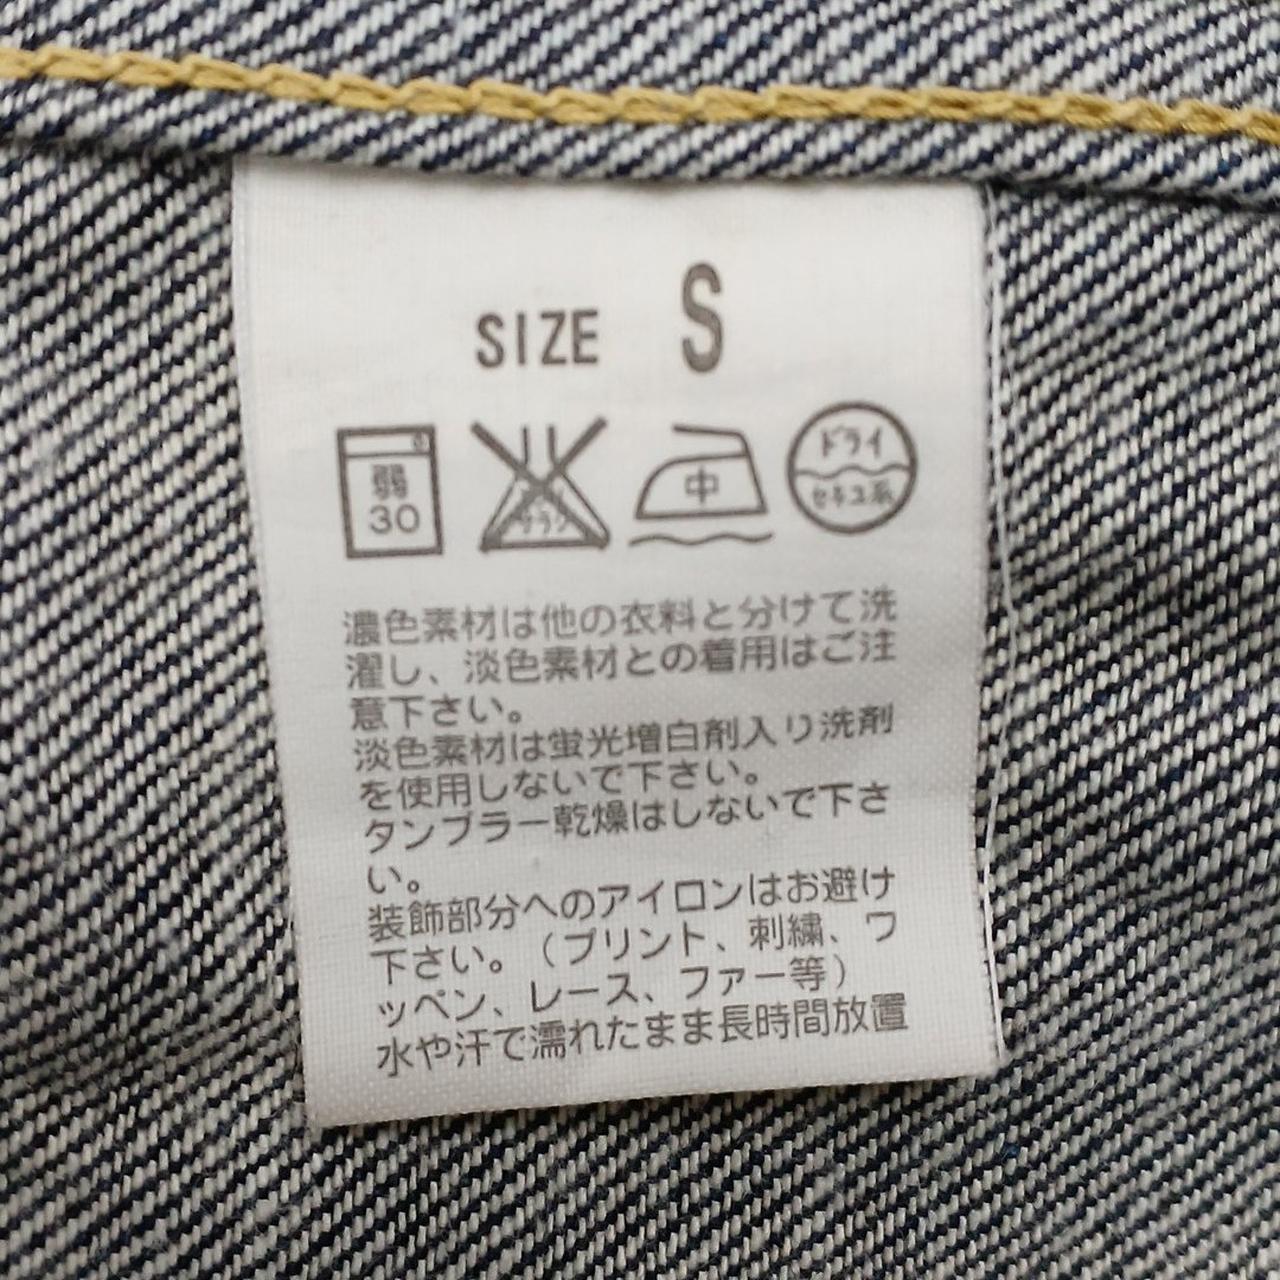 SIZE S
弱
30
中
ドライ
セキユ系
濃色素材は他の衣料と分けて洗
濯し、淡色素材との着用はご注
意下さい。
淡色素材は蛍光増白剤入り洗剤
を使用しないで下さい。
タンブラー乾燥はしないで下さ
い。
装飾部分へのアイロンはお避け
下さい。（プリント、刺繍、ワ
ッペン、レース、ファー等）
水や汗で濡れたまま長時間放置